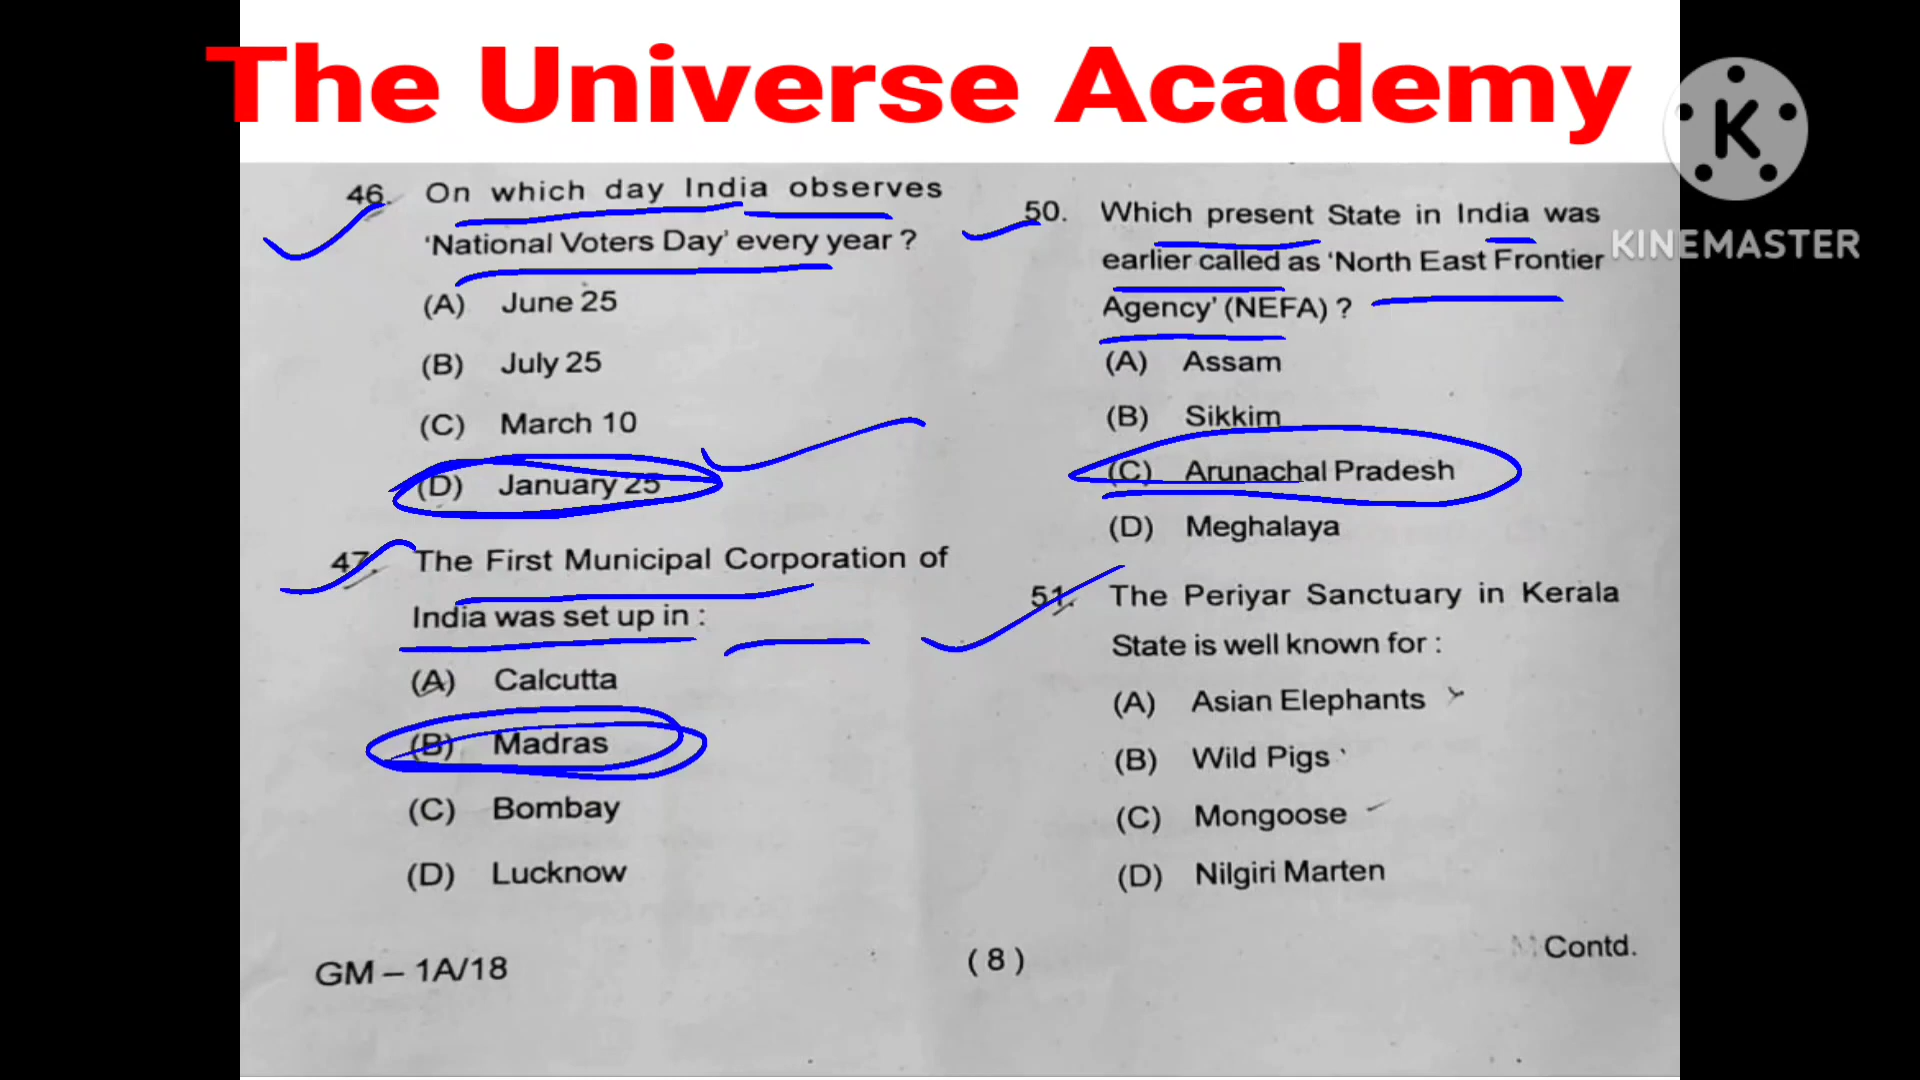 The Universe Academy
K
KINEMASTER
46. On which day India observes
'National Voters Day' every year ?
(A) June 25
(B) July 25
(C) March 10
(D) January 25
47. The First Municipal Corporation of
India was set up in :
(A) Calcutta
(B) Madras
(C) Bombay
(D) Lucknow
GM – 1A/18
50. Which present State in India was
earlier called as 'North East Frontier
Agency' (NEFA) ?
(A) Assam
(B) Sikkim
(C) Arunachal Pradesh
(D) Meghalaya
51. The Periyar Sanctuary in Kerala
State is well known for :
(A) Asian Elephants
(B) Wild Pigs
(C) Mongoose
(D) Nilgiri Marten
( 8 )
Contd.